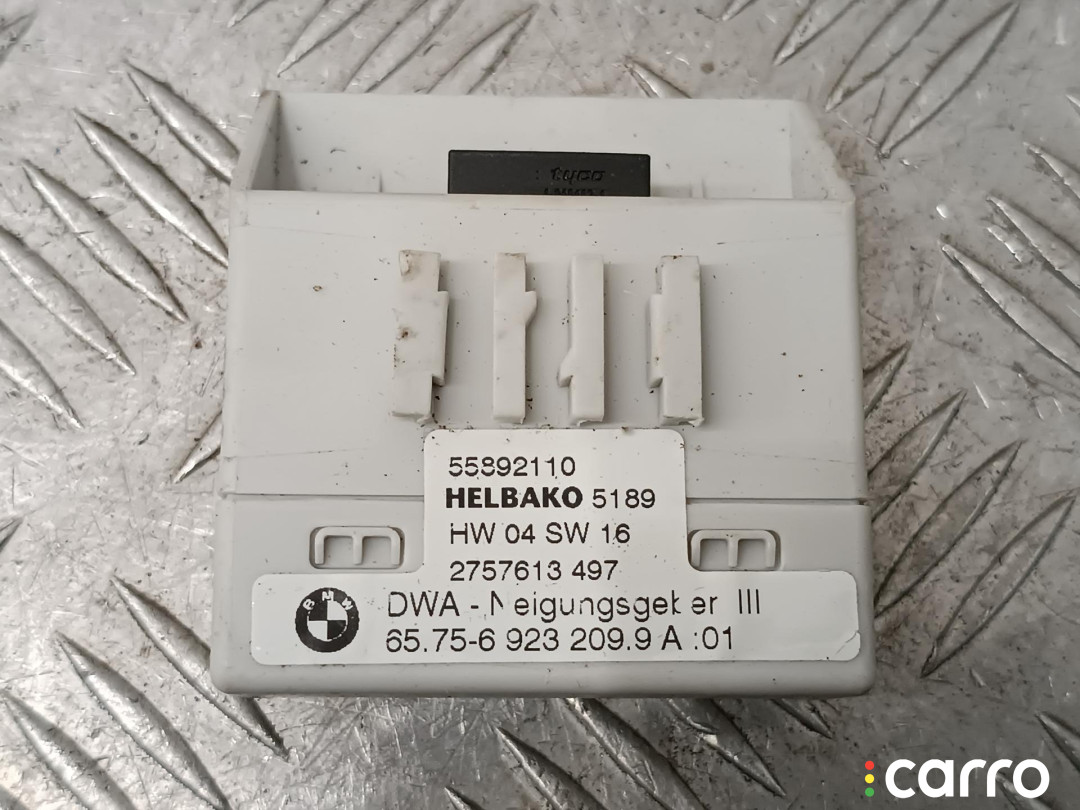 tyco
55892110
HELBAKO 5189
HW 04 SW 16
2757613 497
BMW
DWA - Neigungsgeber III
65.75-6 923 209.9 A :01
carro